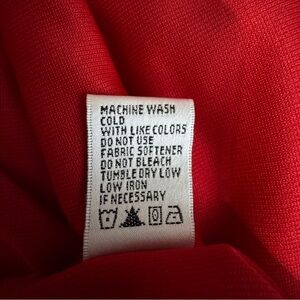 MACHINE WASH
COLD
WITH LIKE COLORS
DO NOT USE
FABRIC SOFTENER
DO NOT BLEACH
TUMBLE DRY LOW
LOW IRON
IF NECESSARY